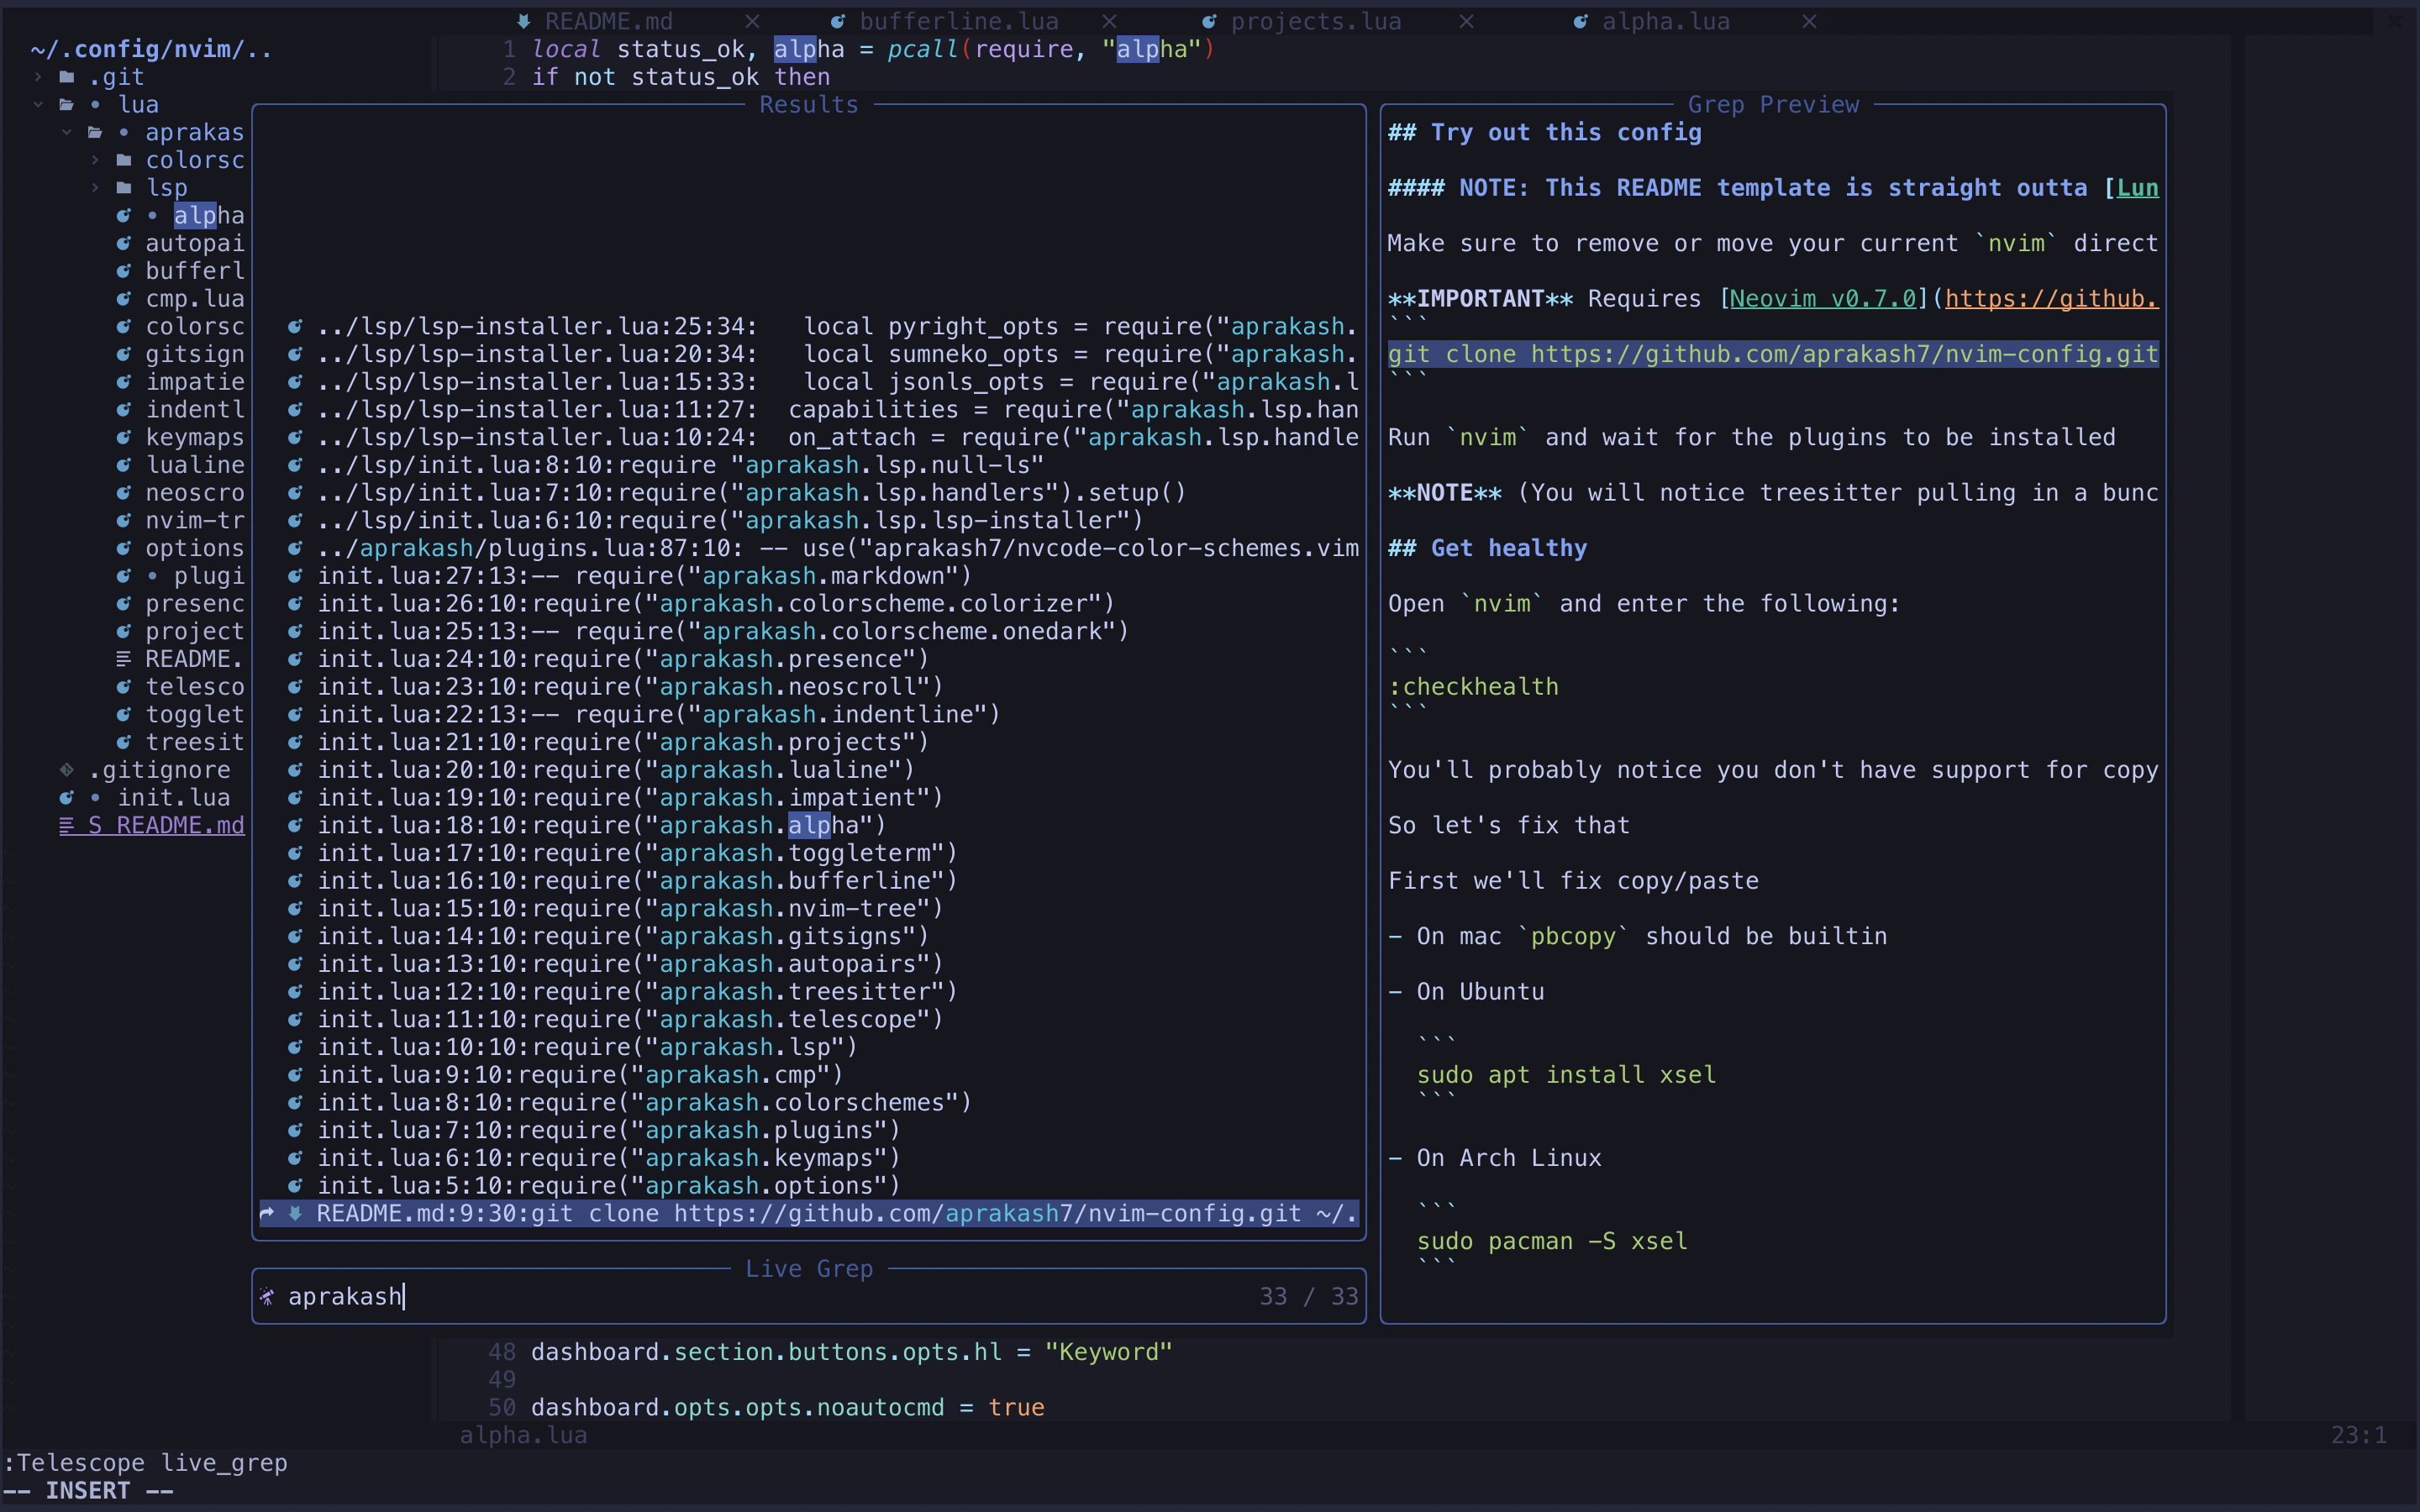 README.md bufferline.lua projects.lua alpha.lua
~/.config/nvim/..
.git
lua
aprakas
colorsc
lsp
alpha
autopai
bufferl
cmp.lua
colorsc
gitsign
impatie
indentl
keymaps
lualine
neoscro
nvim-tr
options
plugi
presenc
project
README.
telesco
togglet
treesit
.gitignore
init.lua
S README.md
1 local status_ok, alpha = pcall(require, "alpha")
2 if not status_ok then
Results
../lsp/lsp-installer.lua:25:34:   local pyright_opts = require("aprakash.
../lsp/lsp-installer.lua:20:34:   local sumneko_opts = require("aprakash.
../lsp/lsp-installer.lua:15:33:   local jsonls_opts = require("aprakash.l
../lsp/lsp-installer.lua:11:27:  capabilities = require("aprakash.lsp.han
../lsp/lsp-installer.lua:10:24:  on_attach = require("aprakash.lsp.handle
../lsp/init.lua:8:10:require "aprakash.lsp.null-ls"
../lsp/init.lua:7:10:require("aprakash.lsp.handlers").setup()
../lsp/init.lua:6:10:require("aprakash.lsp.lsp-installer")
../aprakash/plugins.lua:87:10: -- use("aprakash7/nvcode-color-schemes.vim
init.lua:27:13:-- require("aprakash.markdown")
init.lua:26:10:require("aprakash.colorscheme.colorizer")
init.lua:25:13:-- require("aprakash.colorscheme.onedark")
init.lua:24:10:require("aprakash.presence")
init.lua:23:10:require("aprakash.neoscroll")
init.lua:22:13:-- require("aprakash.indentline")
init.lua:21:10:require("aprakash.projects")
init.lua:20:10:require("aprakash.lualine")
init.lua:19:10:require("aprakash.impatient")
init.lua:18:10:require("aprakash.alpha")
init.lua:17:10:require("aprakash.toggleterm")
init.lua:16:10:require("aprakash.bufferline")
init.lua:15:10:require("aprakash.nvim-tree")
init.lua:14:10:require("aprakash.gitsigns")
init.lua:13:10:require("aprakash.autopairs")
init.lua:12:10:require("aprakash.treesitter")
init.lua:11:10:require("aprakash.telescope")
init.lua:10:10:require("aprakash.lsp")
init.lua:9:10:require("aprakash.cmp")
init.lua:8:10:require("aprakash.colorschemes")
init.lua:7:10:require("aprakash.plugins")
init.lua:6:10:require("aprakash.keymaps")
init.lua:5:10:require("aprakash.options")
README.md:9:30:git clone https://github.com/aprakash7/nvim-config.git ~/.
Live Grep
aprakash 33 / 33
Grep Preview
## Try out this config
#### NOTE: This README template is straight outta [Lun
Make sure to remove or move your current `nvim` direct
**IMPORTANT** Requires [Neovim v0.7.0](https://github.
```
git clone https://github.com/aprakash7/nvim-config.git
```
Run `nvim` and wait for the plugins to be installed
**NOTE** (You will notice treesitter pulling in a bunc
## Get healthy
Open `nvim` and enter the following:
```
:checkhealth
```
You'll probably notice you don't have support for copy
So let's fix that
First we'll fix copy/paste
- On mac `pbcopy` should be builtin
- On Ubuntu
```
sudo apt install xsel
```
- On Arch Linux
```
sudo pacman -S xsel
```
48 dashboard.section.buttons.opts.hl = "Keyword"
49
50 dashboard.opts.opts.noautocmd = true
alpha.lua 23:1
:Telescope live_grep
-- INSERT --